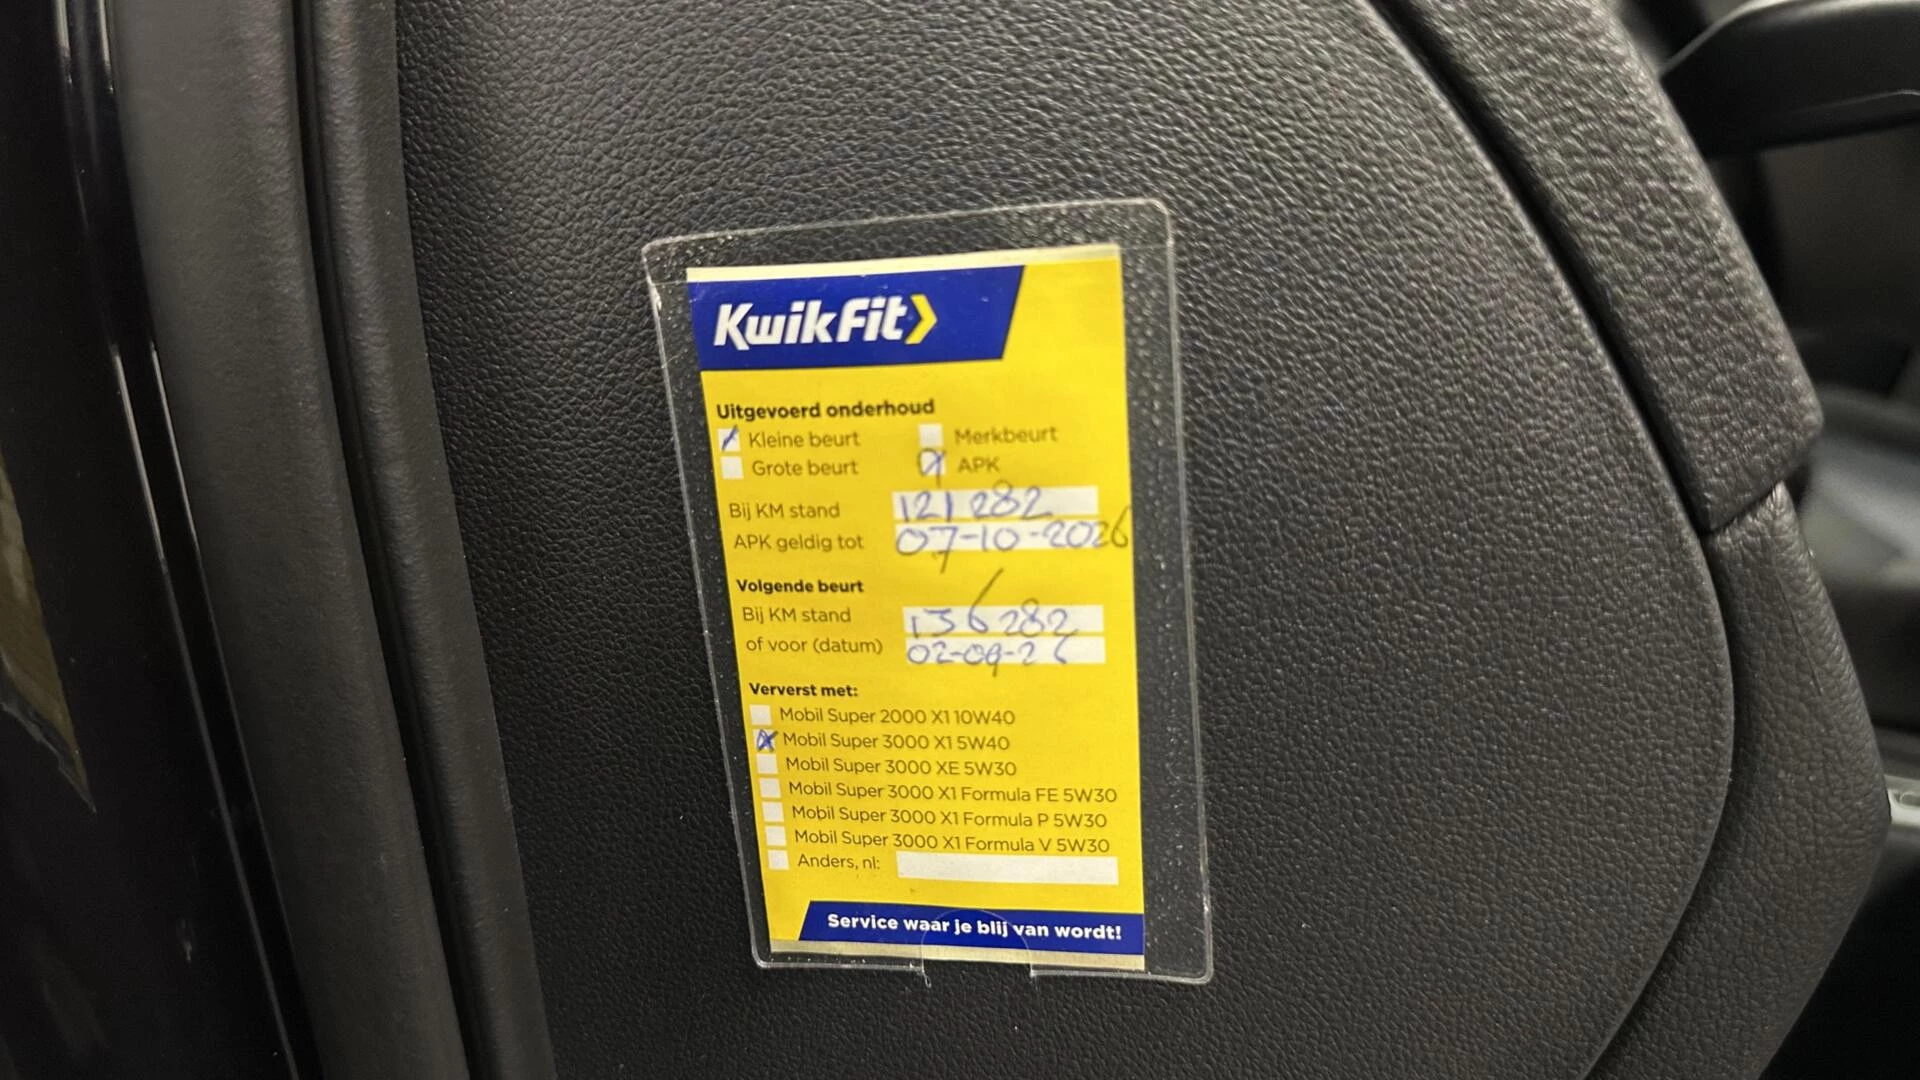 KwikFit
Uitgevoerd onderhoud
Kleine beurt Merkbeurt
Grote beurt APK
Bij KM stand 121282
APK geldig tot 07-10-2026
Volgende beurt
Bij KM stand 136282
of voor (datum) 02-09-26
Ververst met:
Mobil Super 2000 X1 10W40
Mobil Super 3000 X1 5W40
Mobil Super 3000 XE 5W30
Mobil Super 3000 X1 Formula FE 5W30
Mobil Super 3000 X1 Formula P 5W30
Mobil Super 3000 X1 Formula V 5W30
Anders, nl:
Service waar je blij van wordt!